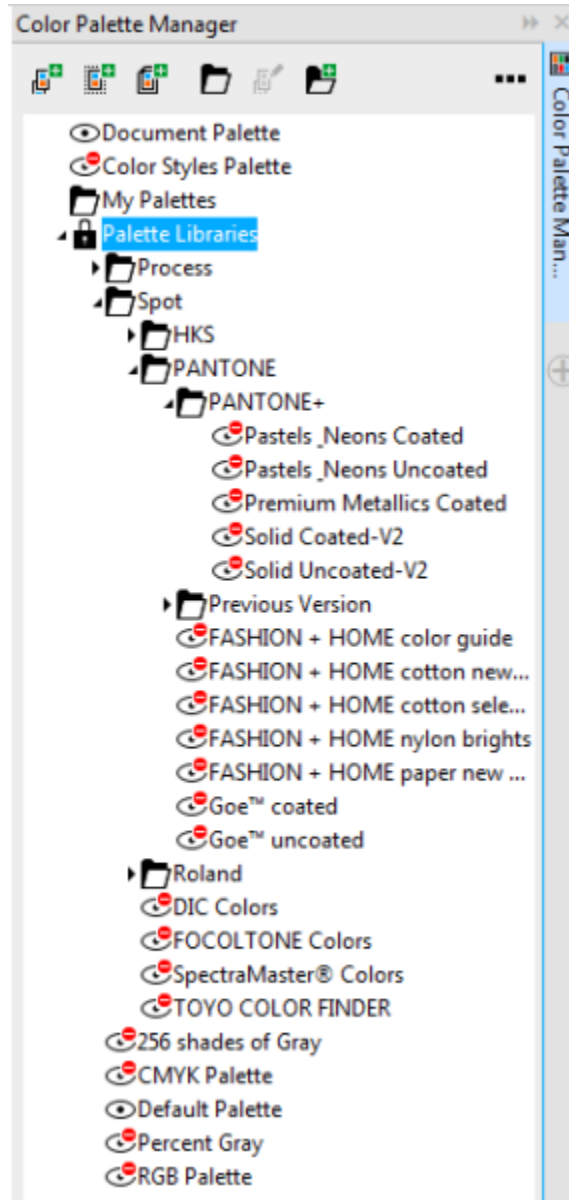 Color Palette Manager
Document Palette
Color Styles Palette
My Palettes
Palette Libraries
Process
Spot
HKS
PANTONE
PANTONE+
Pastels _Neons Coated
Pastels _Neons Uncoated
Premium Metallics Coated
Solid Coated-V2
Solid Uncoated-V2
Previous Version
FASHION + HOME color guide
FASHION + HOME cotton new...
FASHION + HOME cotton sele...
FASHION + HOME nylon brights
FASHION + HOME paper new ...
Goe™ coated
Goe™ uncoated
Roland
DIC Colors
FOCOLTONE Colors
SpectraMaster® Colors
TOYO COLOR FINDER
256 shades of Gray
CMYK Palette
Default Palette
Percent Gray
RGB Palette
Color Palette Man...